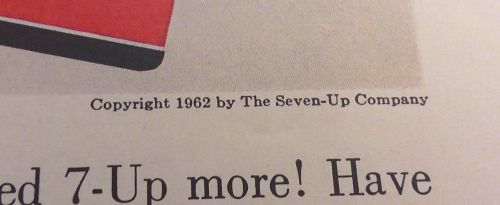 Copyright 1962 by The Seven-Up Company
ed 7-Up more! Have